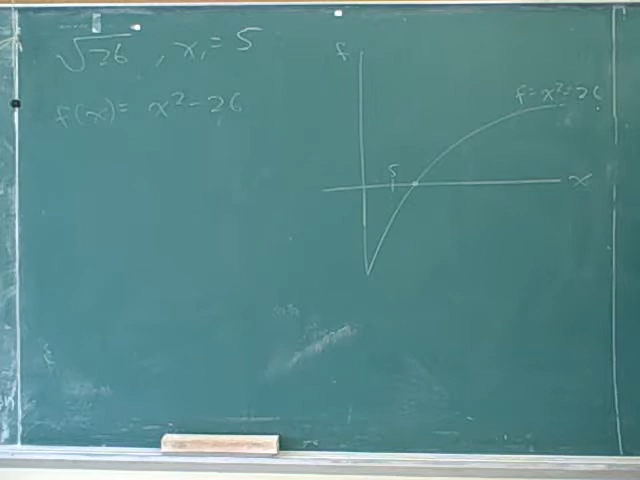 √26 , x₁ = 5
f(x) = x² - 26
f
f = x² - 26
5
x